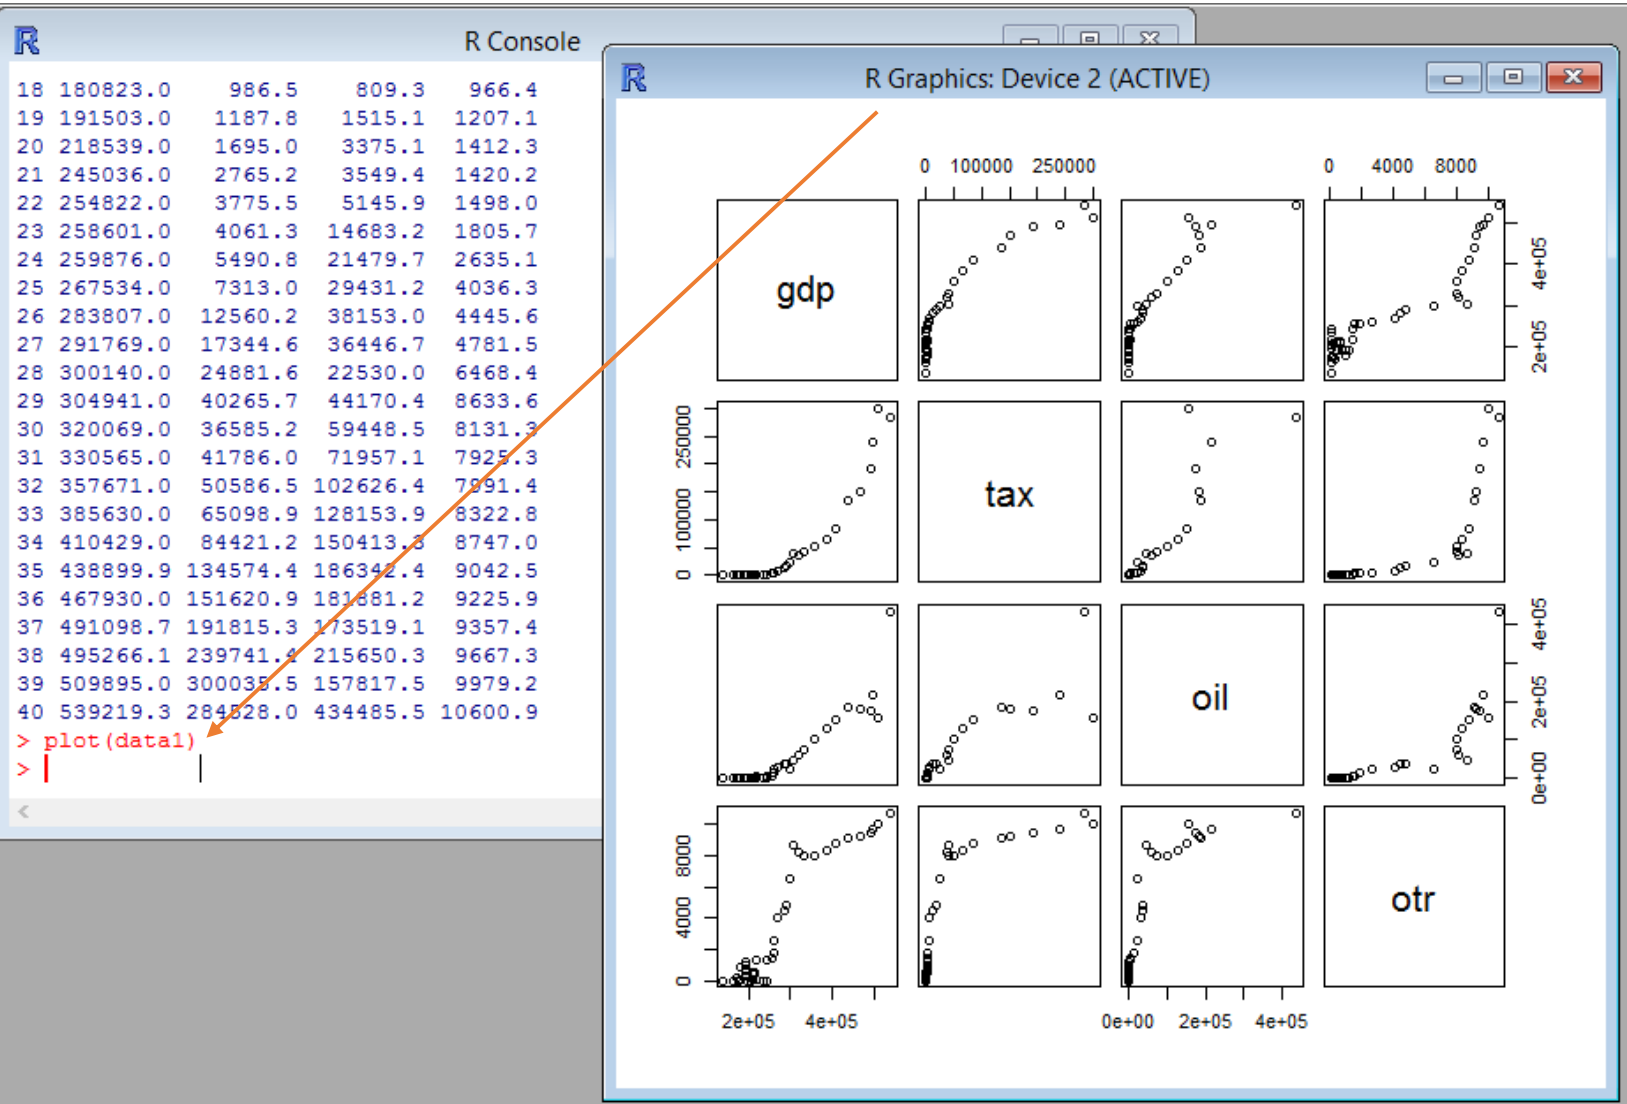 R Console
18 180823.0 986.5 809.3 966.4
19 191503.0 1187.8 1515.1 1207.1
20 218539.0 1695.0 3375.1 1412.3
21 245036.0 2765.2 3549.4 1420.2
22 254822.0 3775.5 5145.9 1498.0
23 258601.0 4061.3 14683.2 1805.7
24 259876.0 5490.8 21479.7 2635.1
25 267534.0 7313.0 29431.2 4036.3
26 283807.0 12560.2 38153.0 4445.6
27 291769.0 17344.6 36446.7 4781.5
28 300140.0 24881.6 22530.0 6468.4
29 304941.0 40265.7 44170.4 8633.6
30 320069.0 36585.2 59448.5 8131.3
31 330565.0 41786.0 71957.1 7925.3
32 357671.0 50586.5 102626.4 7991.4
33 385630.0 65098.9 128153.9 8322.8
34 410429.0 84421.2 150413.3 8747.0
35 438899.9 134574.4 186342.4 9042.5
36 467930.0 151620.9 181881.2 9225.9
37 491098.7 191815.3 173519.1 9357.4
38 495266.1 239741.4 215650.3 9667.3
39 509895.0 300035.5 157817.5 9979.2
40 539219.3 284528.0 434485.5 10600.9
> plot(data1)
>
R Graphics: Device 2 (ACTIVE)
0 100000 250000
0 4000 8000
gdp
2e+05 4e+05
0 100000 250000
tax
oil
0e+00 2e+05 4e+05
0 4000 8000
otr
2e+05 4e+05
0e+00 2e+05 4e+05